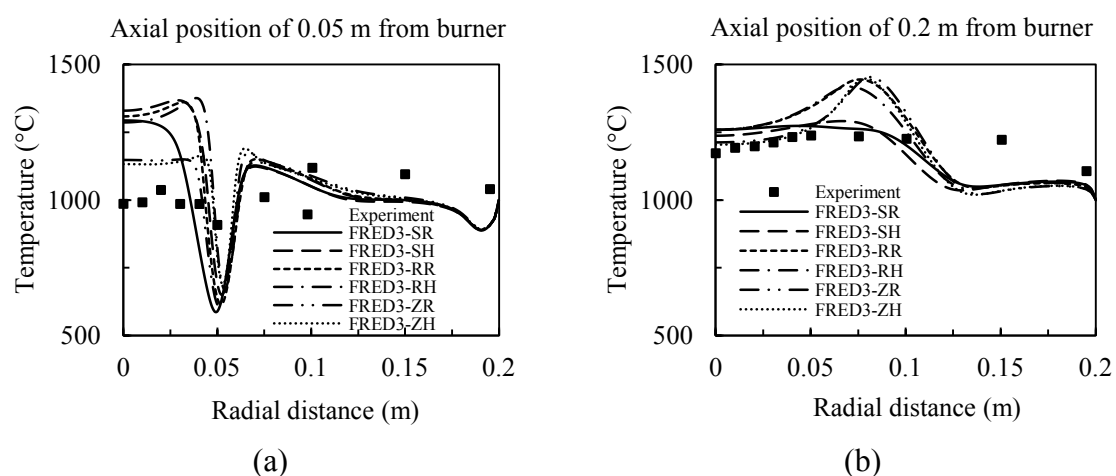 Axial position of 0.05 m from burner
1500
1000
500
Temperature (°C)
Experiment
FRED3-SR
FRED3-SH
FRED3-RR
FRED3-RH
FRED3-ZR
FRED3-ZH
0 0.05 0.1 0.15 0.2
Radial distance (m)
(a)
Axial position of 0.2 m from burner
1500
1000
500
Temperature (°C)
Experiment
FRED3-SR
FRED3-SH
FRED3-RR
FRED3-RH
FRED3-ZR
FRED3-ZH
0 0.05 0.1 0.15 0.2
Radial distance (m)
(b)